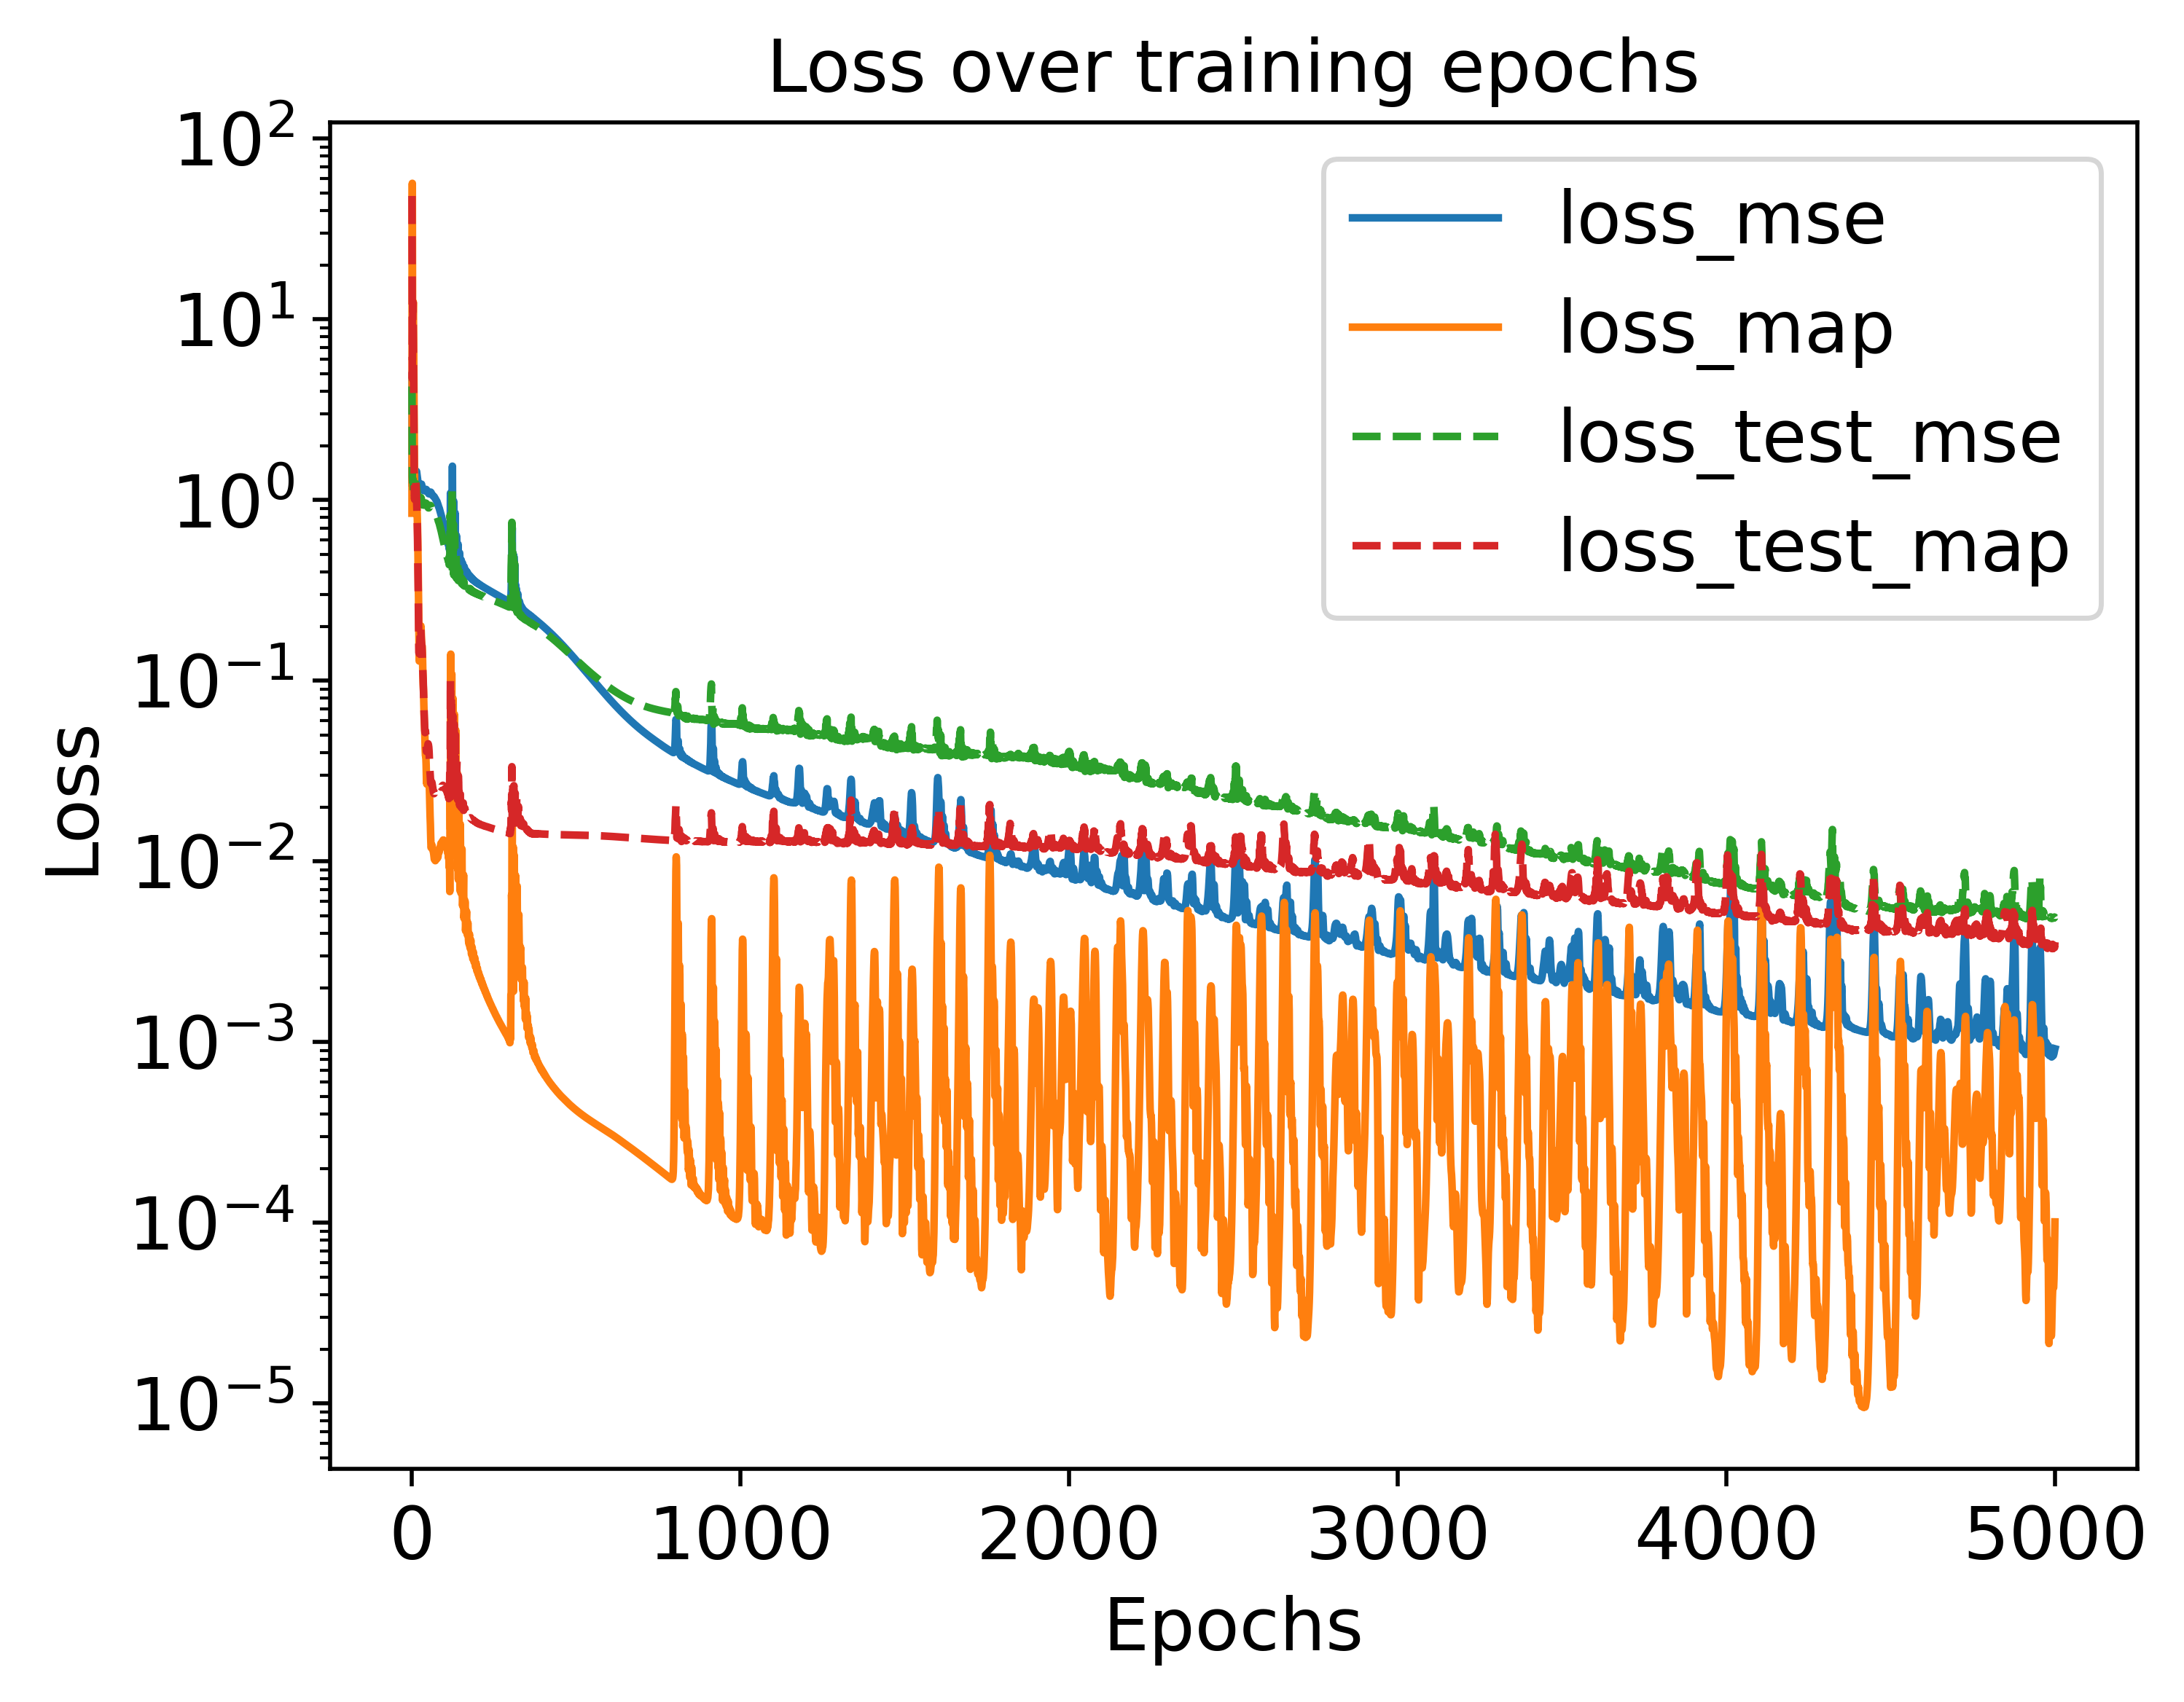 Loss over training epochs
10²
10¹
10⁰
10⁻¹
10⁻²
10⁻³
10⁻⁴
10⁻⁵
Loss
loss_mse
loss_map
loss_test_mse
loss_test_map
0 1000 2000 3000 4000 5000
Epochs